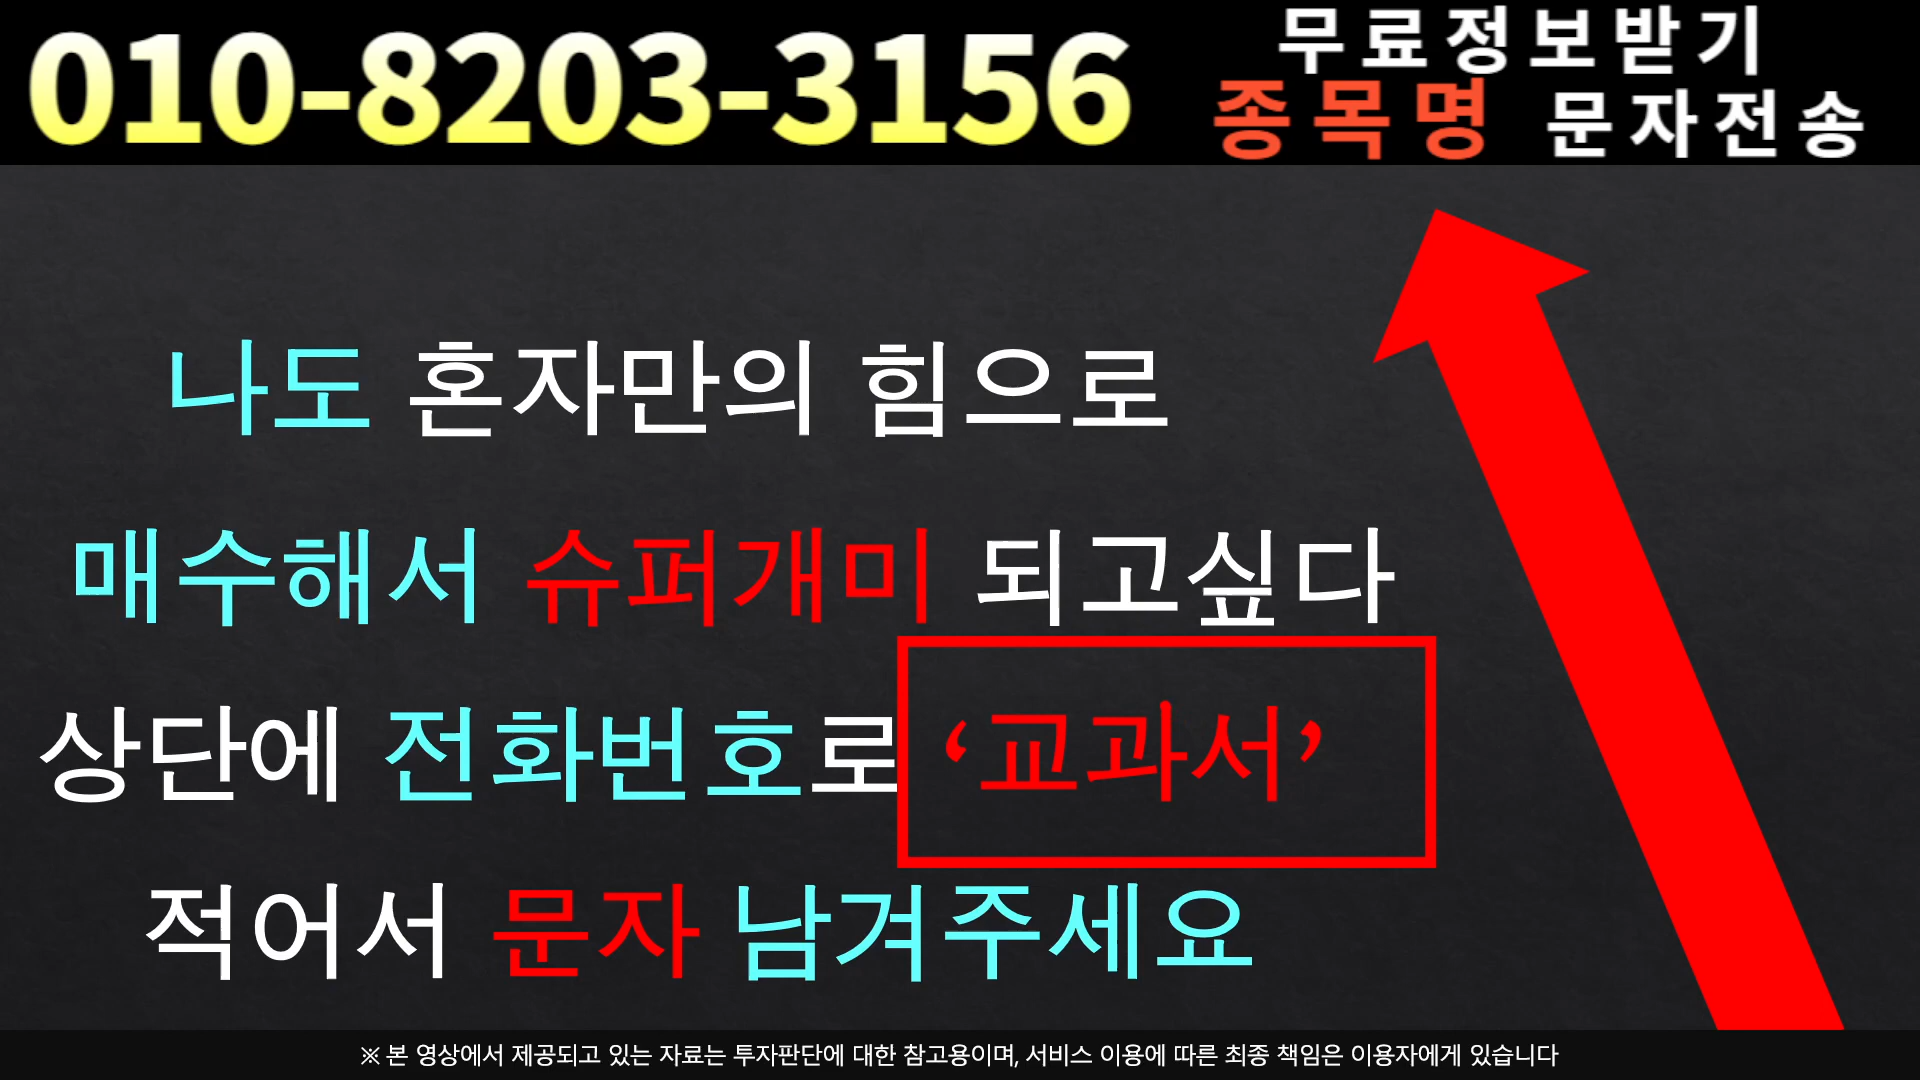 010-8203-3156
무료정보받기
종목명 문자전송
나도 혼자만의 힘으로
매수해서 슈퍼개미 되고싶다
상단에 전화번호로 ‘교과서’
적어서 문자 남겨주세요
※ 본 영상에서 제공되고 있는 자료는 투자판단에 대한 참고용이며, 서비스 이용에 따른 최종 책임은 이용자에게 있습니다